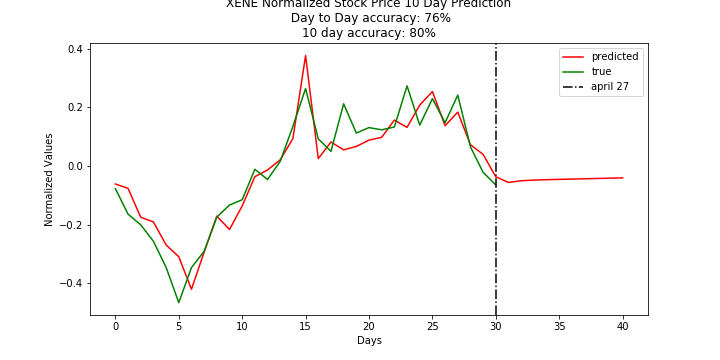 XENE Normalized Stock Price 10 Day Prediction
Day to Day accuracy: 76%
10 day accuracy: 80%
predicted
true
april 27
0.4
0.2
0.0
−0.2
−0.4
Normalized Values
0 5 10 15 20 25 30 35 40
Days